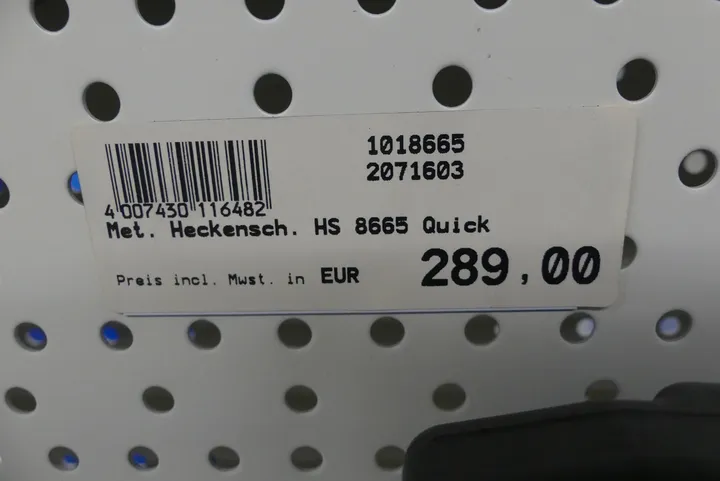 1018665
2071603
4 007430 116482
Met. Heckensch. HS 8665 Quick
Preis incl. Mwst. in EUR 289,00